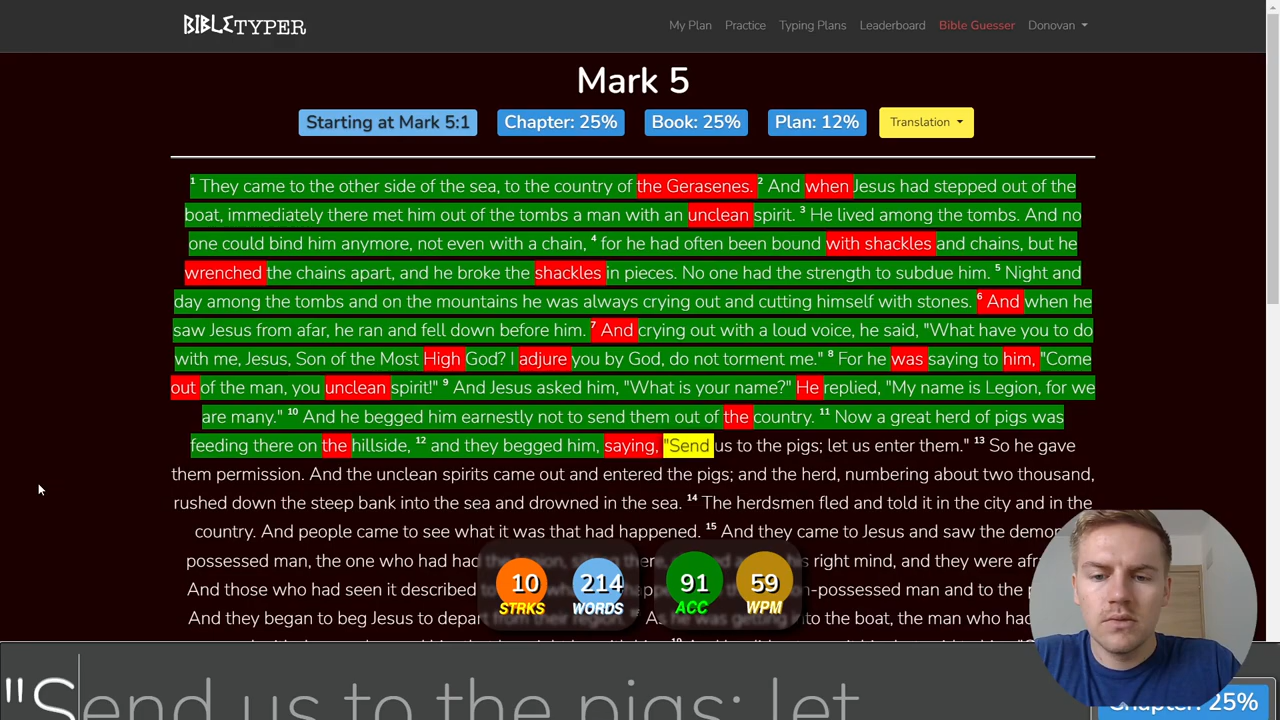 BIBLETYPER
My Plan Practice Typing Plans Leaderboard Bible Guesser Donovan
Mark 5
Starting at Mark 5:1 Chapter: 25% Book: 25% Plan: 12% Translation
1 They came to the other side of the sea, to the country of the Gerasenes. 2 And when Jesus had stepped out of the
boat, immediately there met him out of the tombs a man with an unclean spirit. 3 He lived among the tombs. And no
one could bind him anymore, not even with a chain, 4 for he had often been bound with shackles and chains, but he
wrenched the chains apart, and he broke the shackles in pieces. No one had the strength to subdue him. 5 Night and
day among the tombs and on the mountains he was always crying out and cutting himself with stones. 6 And when he
saw Jesus from afar, he ran and fell down before him. 7 And crying out with a loud voice, he said, "What have you to do
with me, Jesus, Son of the Most High God? I adjure you by God, do not torment me." 8 For he was saying to him, "Come
out of the man, you unclean spirit!" 9 And Jesus asked him, "What is your name?" He replied, "My name is Legion, for we
are many." 10 And he begged him earnestly not to send them out of the country. 11 Now a great herd of pigs was
feeding there on the hillside, 12 and they begged him, saying, "Send us to the pigs; let us enter them." 13 So he gave
them permission. And the unclean spirits came out and entered the pigs; and the herd, numbering about two thousand,
rushed down the steep bank into the sea and drowned in the sea. 14 The herdsmen fled and told it in the city and in the
country. And people came to see what it was that had happened. 15 And they came to Jesus and saw the demon-
possessed man, the one who had had the legion, sitting there, right mind, and they were
And those who had seen it described -possessed man and to the
And they began to beg Jesus to depart from their region. As he was getting into the boat, the man who had
10 STRKS 214 WORDS 91 ACC 59 WPM
"Send us to the pigs; let
Chapter: 25%